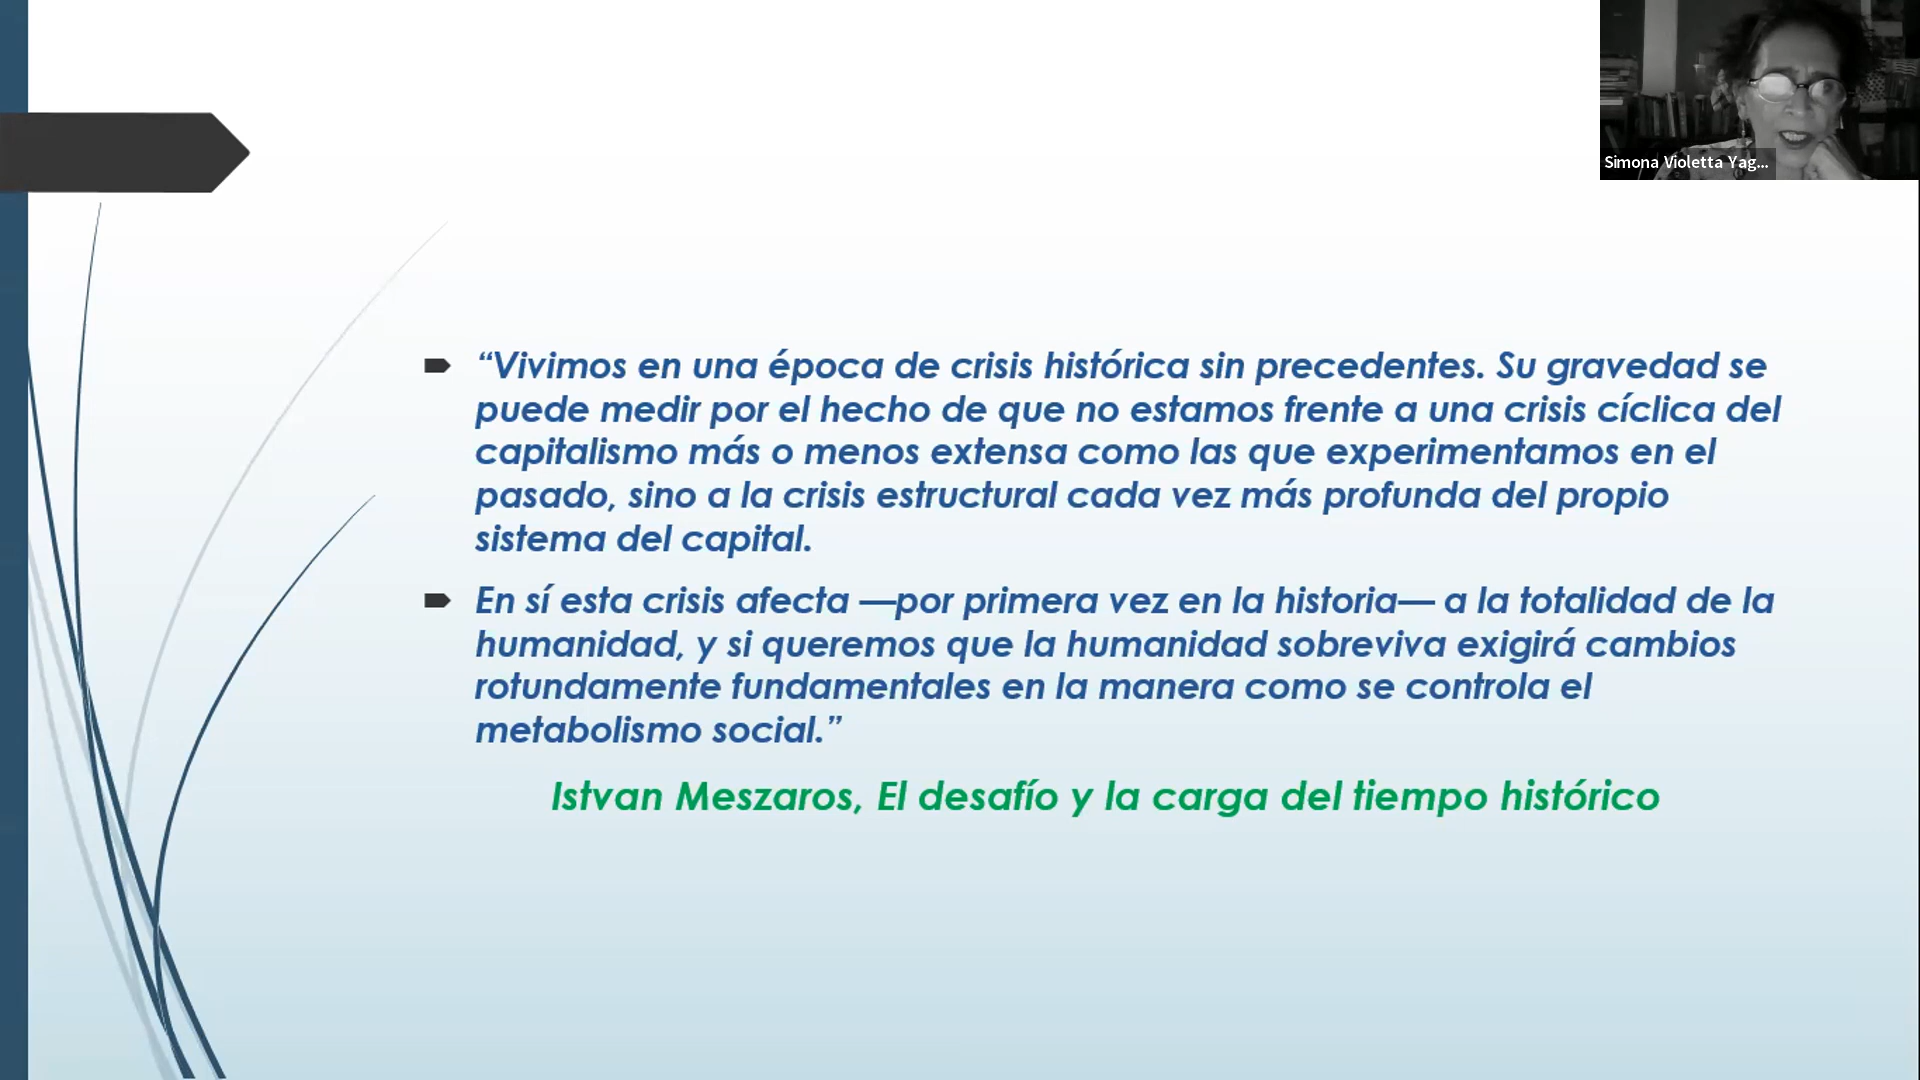 Simona Violetta Yag...
“Vivimos en una época de crisis histórica sin precedentes. Su gravedad se
puede medir por el hecho de que no estamos frente a una crisis cíclica del
capitalismo más o menos extensa como las que experimentamos en el
pasado, sino a la crisis estructural cada vez más profunda del propio
sistema del capital.
En sí esta crisis afecta —por primera vez en la historia— a la totalidad de la
humanidad, y si queremos que la humanidad sobreviva exigirá cambios
rotundamente fundamentales en la manera como se controla el
metabolismo social.”
Istvan Meszaros, El desafío y la carga del tiempo histórico